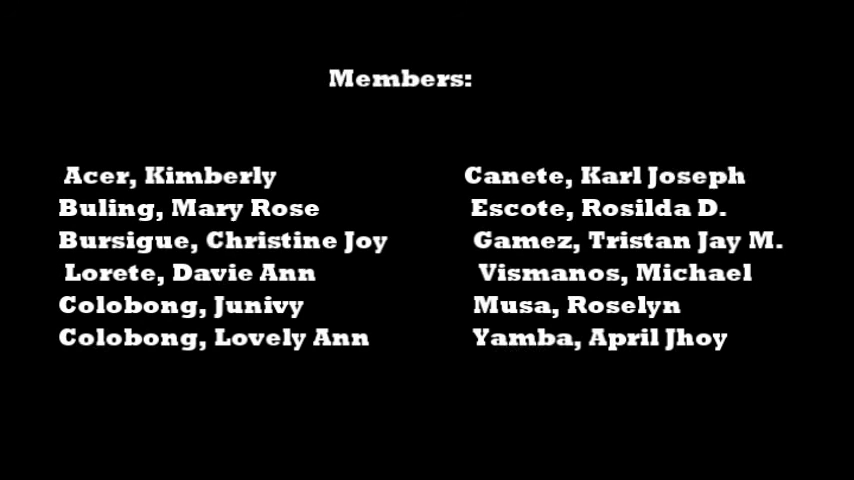 Members:
Acer, Kimberly
Buling, Mary Rose
Bursigue, Christine Joy
Lorete, Davie Ann
Colobong, Junivy
Colobong, Lovely Ann
Canete, Karl Joseph
Escote, Rosilda D.
Gamez, Tristan Jay M.
Vismanos, Michael
Musa, Roselyn
Yamba, April Jhoy